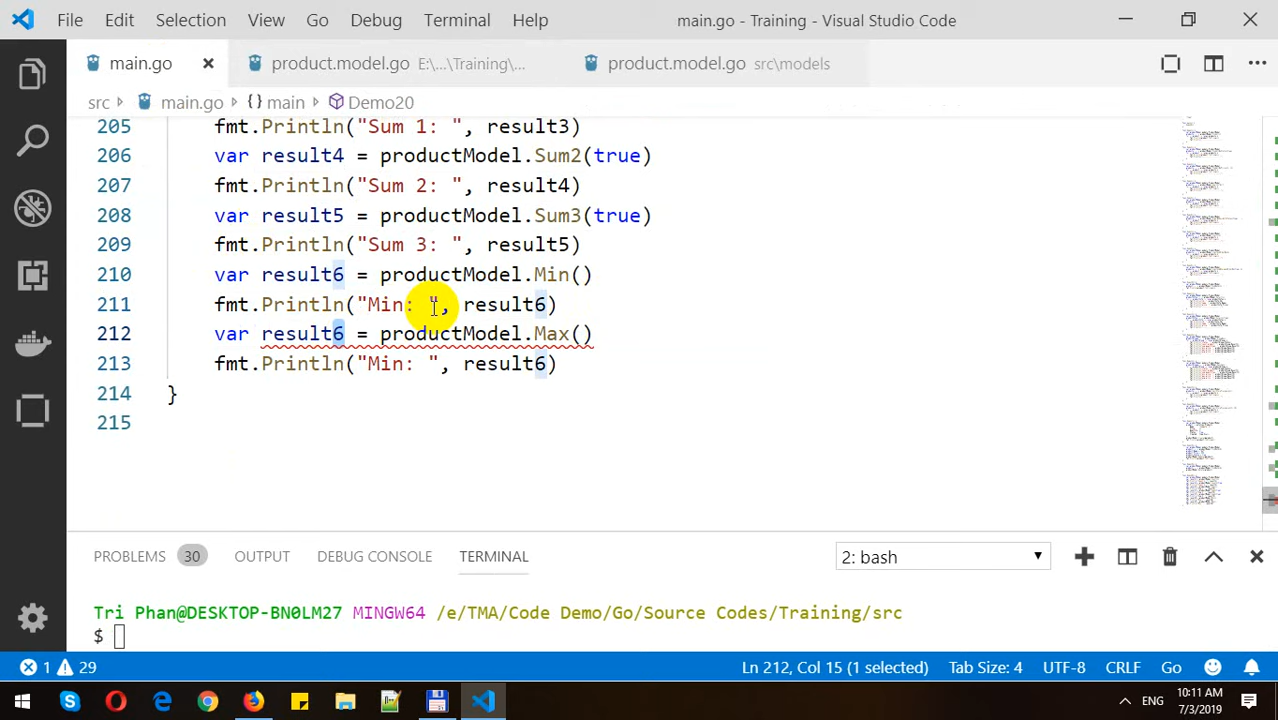 File Edit Selection View Go Debug Terminal Help main.go - Training - Visual Studio Code
main.go product.model.go E:\...\Training\... product.model.go src\models
src main.go {} main Demo20
205 fmt.Println("Sum 1: ", result3)
206 var result4 = productModel.Sum2(true)
207 fmt.Println("Sum 2: ", result4)
208 var result5 = productModel.Sum3(true)
209 fmt.Println("Sum 3: ", result5)
210 var result6 = productModel.Min()
211 fmt.Println("Min: ", result6)
212 var result6 = productModel.Max()
213 fmt.Println("Min: ", result6)
214 }
215
PROBLEMS 30 OUTPUT DEBUG CONSOLE TERMINAL 2: bash
Tri Phan@DESKTOP-BN0LM27 MINGW64 /e/TMA/Code Demo/Go/Source Codes/Training/src
$
1 29 Ln 212, Col 15 (1 selected) Tab Size: 4 UTF-8 CRLF Go
ENG 10:11 AM
7/3/2019